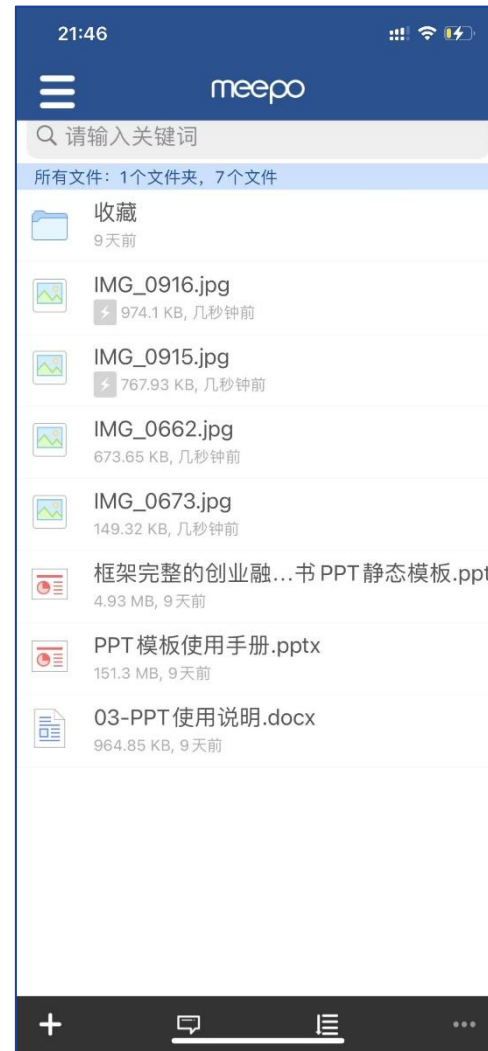 21:46
meepo
请输入关键词
所有文件：1个文件夹，7个文件
收藏
9天前
IMG_0916.jpg
974.1 KB, 几秒钟前
IMG_0915.jpg
767.93 KB, 几秒钟前
IMG_0662.jpg
673.65 KB, 几秒钟前
IMG_0673.jpg
149.32 KB, 几秒钟前
框架完整的创业融...书PPT静态模板.ppt
4.93 MB, 9天前
PPT模板使用手册.pptx
151.3 MB, 9天前
03-PPT使用说明.docx
964.85 KB, 9天前